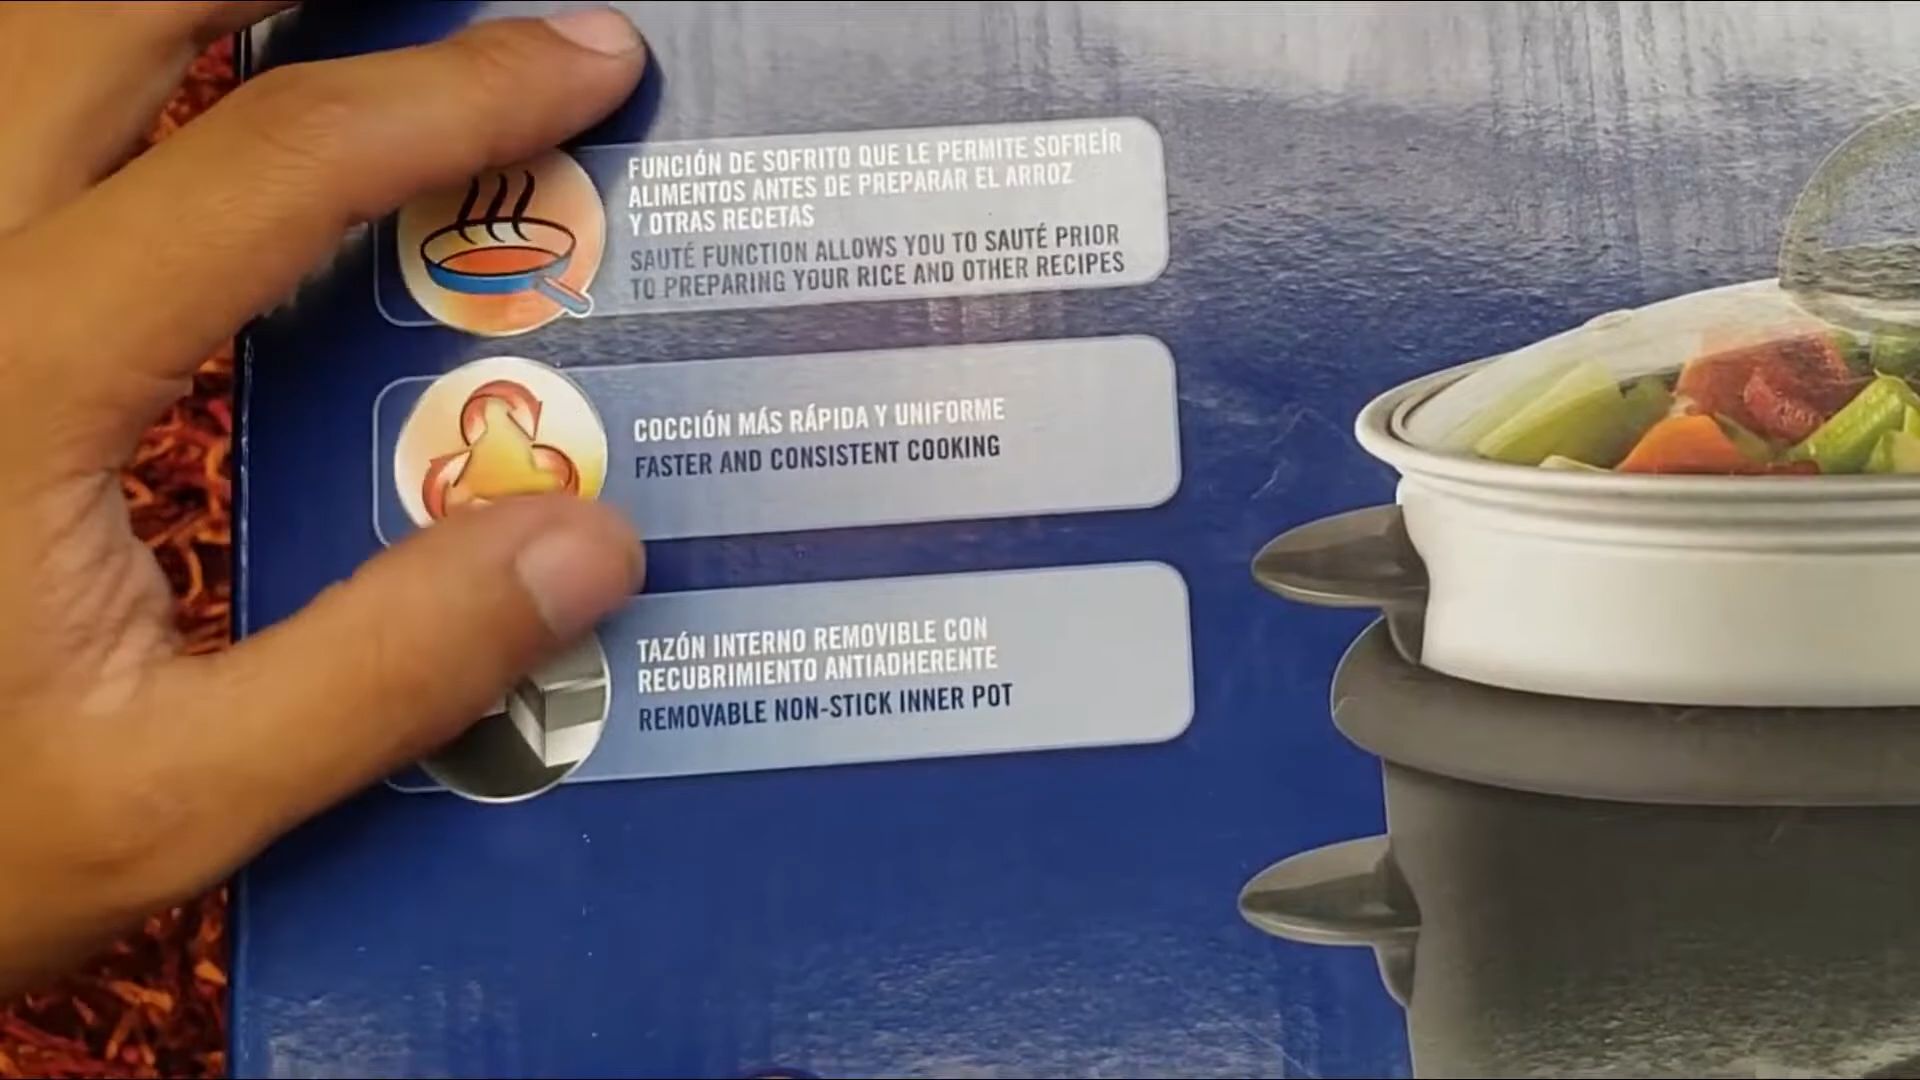 FUNCIÓN DE SOFRITO QUE LE PERMITE SOFREÍR
ALIMENTOS ANTES DE PREPARAR EL ARROZ
Y OTRAS RECETAS
SAUTÉ FUNCTION ALLOWS YOU TO SAUTÉ PRIOR
TO PREPARING YOUR RICE AND OTHER RECIPES
COCCIÓN MÁS RÁPIDA Y UNIFORME
FASTER AND CONSISTENT COOKING
TAZÓN INTERNO REMOVIBLE CON
RECUBRIMIENTO ANTIADHERENTE
REMOVABLE NON-STICK INNER POT